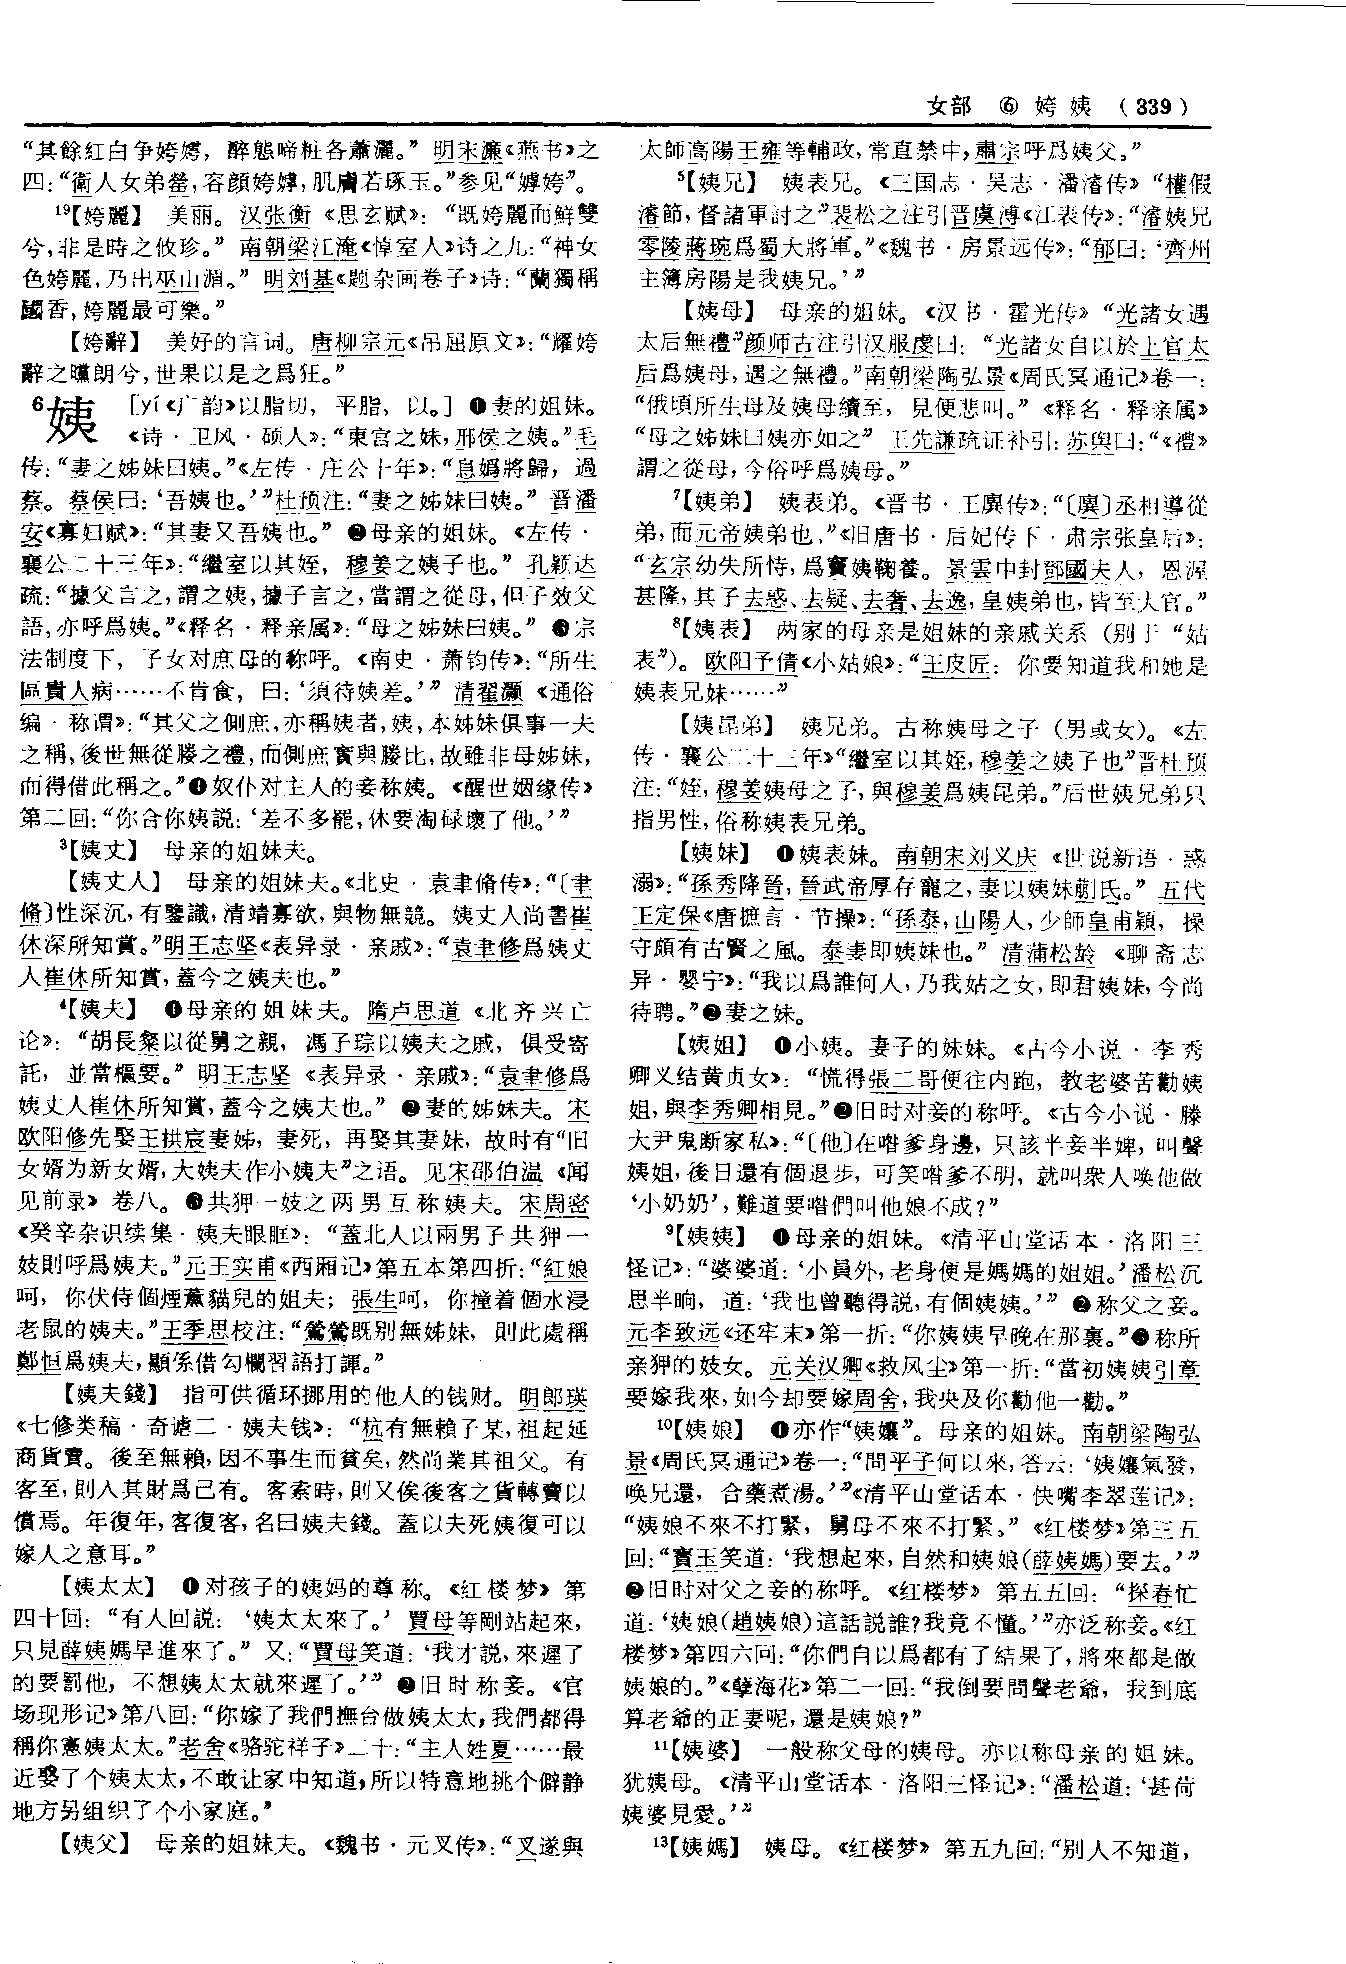 女部 ⑥ 姱 姨 （339）
“其餘紅白争姱嫮，醉態啼粧各蕭灑。”明宋濂《燕书》之
四：“衛人女弟嫈，容顔姱嫭，肌膚若琢玉。”参见“嫭姱”。
19【姱麗】 美丽。汉张衡《思玄赋》：“既姱麗而鮮雙
兮，非是時之攸珍。”南朝梁江淹《悼室人》诗之九：“神女
色姱麗，乃出巫山湄。”明刘基《题杂画卷子》诗：“蘭獨稱
國香，姱麗最可樂。”
【姱辭】 美好的言词。唐柳宗元《吊屈原文》：“耀姱
辭之矘朗兮，世果以是之爲狂。”
6姨 ［yí《广韵》以脂切，平脂，以。］❶妻的姐妹。
《诗·卫风·硕人》：“東宫之妹，邢侯之姨。”毛
传：“妻之姊妹曰姨。”《左传·庄公十年》：“息嬀將歸，過
蔡。蔡侯曰：‘吾姨也。’”杜预注：“妻之姊妹曰姨。”晋潘
安《寡妇赋》：“其妻又吾姨也。”❷母亲的姐妹。《左传·
襄公二十三年》：“繼室以其姪，穆姜之姨子也。”孔颖达
疏：“據父言之，謂之姨，據子言之，當謂之從母，但子效父
語，亦呼爲姨。”《释名·释亲属》：“母之姊妹曰姨。”❸宗
法制度下，子女对庶母的称呼。《南史·萧钧传》：“所生
區貴人病……不肯食，曰：‘須待姨差。’”清翟灏《通俗
编·称谓》：“其父之側庶，亦稱姨者，姨，本姊妹俱事一夫
之稱，後世無從媵之禮，而側庶實與媵比，故雖非母姊妹，
而得借此稱之。”❹奴仆对主人的妾称姨。《醒世姻缘传》
第二回：“你合你姨説：‘差不多罷，休要淘碌壞了他。’”
3【姨丈】 母亲的姐妹夫。
【姨丈人】 母亲的姐妹夫。《北史·袁聿脩传》：“〔聿
脩〕性深沉，有鑒識，清靖寡欲，與物無競。姨丈人尚書崔
休深所知賞。”明王志坚《表异录·亲戚》：“袁聿修爲姨丈
人崔休所知賞，蓋今之姨夫也。”
4【姨夫】 ❶母亲的姐妹夫。隋卢思道《北齐兴亡
论》：“胡長粲以從舅之親，馮子琮以姨夫之戚，俱受寄
託，並當樞要。”明王志坚《表异录·亲戚》：“袁聿修爲
姨丈人崔休所知賞，蓋今之姨夫也。”❷妻的姊妹夫。宋
欧阳修先娶王拱宸妻姊，妻死，再娶其妻妹，故时有“旧
女婿为新女婿，大姨夫作小姨夫”之语。见宋邵伯温《闻
见前录》卷八。❸共狎一妓之两男互称姨夫。宋周密
《癸辛杂识续集·姨夫眼眶》：“蓋北人以兩男子共狎一
妓則呼爲姨夫。”元王实甫《西厢记》第五本第四折：“紅娘
呵，你伏侍個煙薰貓兒的姐夫；張生呵，你撞着個水浸
老鼠的姨夫。”王季思校注：“鶯鶯既别無姊妹，則此處稱
鄭恒爲姨夫，顯係借勾欄習語打諢。”
【姨夫錢】 指可供循环挪用的他人的钱财。明郎瑛
《七修类稿·奇谑二·姨夫钱》：“杭有無賴子某，祖起延
商貨賣。後至無賴，因不事生而貧矣，然尚業其祖父。有
客至，則入其財爲己有。客索時，則又俟後客之貨轉賣以
償焉。年復年，客復客，名曰姨夫錢。蓋以夫死姨復可以
嫁人之意耳。”
【姨太太】 ❶对孩子的姨妈的尊称。《红楼梦》第
四十回：“有人回説：‘姨太太來了。’賈母等剛站起來，
只見薛姨媽早進來了。”又：“賈母笑道：‘我才説，來遲了
的要罰他，不想姨太太就來遲了。’”❷旧时称妾。《官
场现形记》第八回：“你嫁了我們撫台做姨太太，我們都得
稱你憲姨太太。”老舍《骆驼祥子》二十：“主人姓夏……最
近娶了个姨太太，不敢让家中知道，所以特意地挑个僻静
地方另组织了个小家庭。”
【姨父】 母亲的姐妹夫。《魏书·元叉传》：“叉遂與
太師高陽王雍等輔政，常直禁中，肅宗呼爲姨父。”
5【姨兄】 姨表兄。《三国志·吴志·潘濬传》“權假
濬節，督諸軍討之”裴松之注引晋虞溥《江表传》：“濬姨兄
零陵蔣琬爲蜀大將軍。”《魏书·房景远传》：“郁曰：‘齊州
主簿房陽是我姨兄。’”
【姨母】 母亲的姐妹。《汉书·霍光传》“光諸女遇
太后無禮”颜师古注引汉服虔曰：“光諸女自以於上官太
后爲姨母，遇之無禮。”南朝梁陶弘景《周氏冥通记》卷一：
“俄頃所生母及姨母續至，見便悲叫。”《释名·释亲属》
“母之姊妹曰姨亦如之”王先謙疏证补引：苏舆曰：“《禮》
謂之從母，今俗呼爲姨母。”
7【姨弟】 姨表弟。《晋书·王廙传》：“〔廙〕丞相導從
弟，而元帝姨弟也。”《旧唐书·后妃传下·肃宗张皇后》：
“玄宗幼失所恃，爲竇姨鞠養。景雲中封鄧國夫人，恩渥
甚隆，其子去惑、去疑、去奢、去逸，皇姨弟也，皆至大官。”
8【姨表】 两家的母亲是姐妹的亲戚关系（别于“姑
表”）。欧阳予倩《小姑娘》：“王皮匠：你要知道我和她是
姨表兄妹……”
【姨昆弟】 姨兄弟。古称姨母之子（男或女）。《左
传·襄公二十三年》“繼室以其姪，穆姜之姨子也”晋杜预
注：“姪，穆姜姨母之子，與穆姜爲姨昆弟。”后世姨兄弟只
指男性，俗称姨表兄弟。
【姨妹】 ❶姨表妹。南朝宋刘义庆《世说新语·惑
溺》：“孫秀降晉，晉武帝厚存寵之，妻以姨妹蒯氏。”五代
王定保《唐摭言·节操》：“孫泰，山陽人，少師皇甫穎，操
守頗有古賢之風。泰妻即姨妹也。”清蒲松龄《聊斋志
异·婴宁》：“我以爲誰何人，乃我姑之女，即君姨妹，今尚
待聘。”❷妻之妹。
【姨姐】 ❶小姨。妻子的妹妹。《古今小说·李秀
卿义结黄贞女》：“慌得張二哥便往内跑，教老婆苦勸姨
姐，與李秀卿相見。”❷旧时对妾的称呼。《古今小说·滕
大尹鬼断家私》：“〔他〕在喒爹身邊，只該半妾半婢，叫聲
姨姐，後日還有個退步，可笑喒爹不明，就叫衆人唤他做
‘小奶奶’，難道要喒們叫他娘不成？”
9【姨姨】 ❶母亲的姐妹。《清平山堂话本·洛阳三
怪记》：“婆婆道：‘小員外，老身便是媽媽的姐姐。’潘松沉
思半晌，道：‘我也曾聽得説，有個姨姨。’”❷称父之妾。
元李致远《还牢末》第一折：“你姨姨早晚在那裏。”❸称所
亲狎的妓女。元关汉卿《救风尘》第一折：“當初姨姨引章
要嫁我來，如今却要嫁周舍，我央及你勸他一勸。”
10【姨娘】 ❶亦作“姨孃”。母亲的姐妹。南朝梁陶弘
景《周氏冥通记》卷一：“問平子何以來，答云：‘姨孃氣發，
唤兄還，合藥煮湯。’”《清平山堂话本·快嘴李翠莲记》：
“姨娘不來不打緊，舅母不來不打緊。”《红楼梦》第三五
回：“寶玉笑道：‘我想起來，自然和姨娘（薛姨媽）要去。’”
❷旧时对父之妾的称呼。《红楼梦》第五五回：“探春忙
道：‘姨娘（趙姨娘）這話説誰？我竟不懂。’”亦泛称妾。《红
楼梦》第四六回：“你們自以爲都有了結果了，將來都是做
姨娘的。”《孽海花》第二一回：“我倒要問聲老爺，我到底
算老爺的正妻呢，還是姨娘？”
11【姨婆】 一般称父母的姨母。亦以称母亲的姐妹。
犹姨母。《清平山堂话本·洛阳三怪记》：“潘松道：‘甚荷
姨婆見愛。’”
13【姨媽】 姨母。《红楼梦》第五九回：“别人不知道，